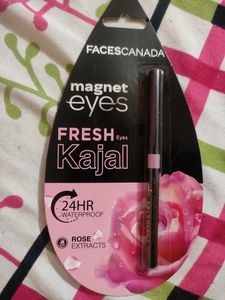 FACESCANADA
magnet
eyes
FRESH Eyes
Kajal
24HR
WATERPROOF
ROSE
EXTRACTS